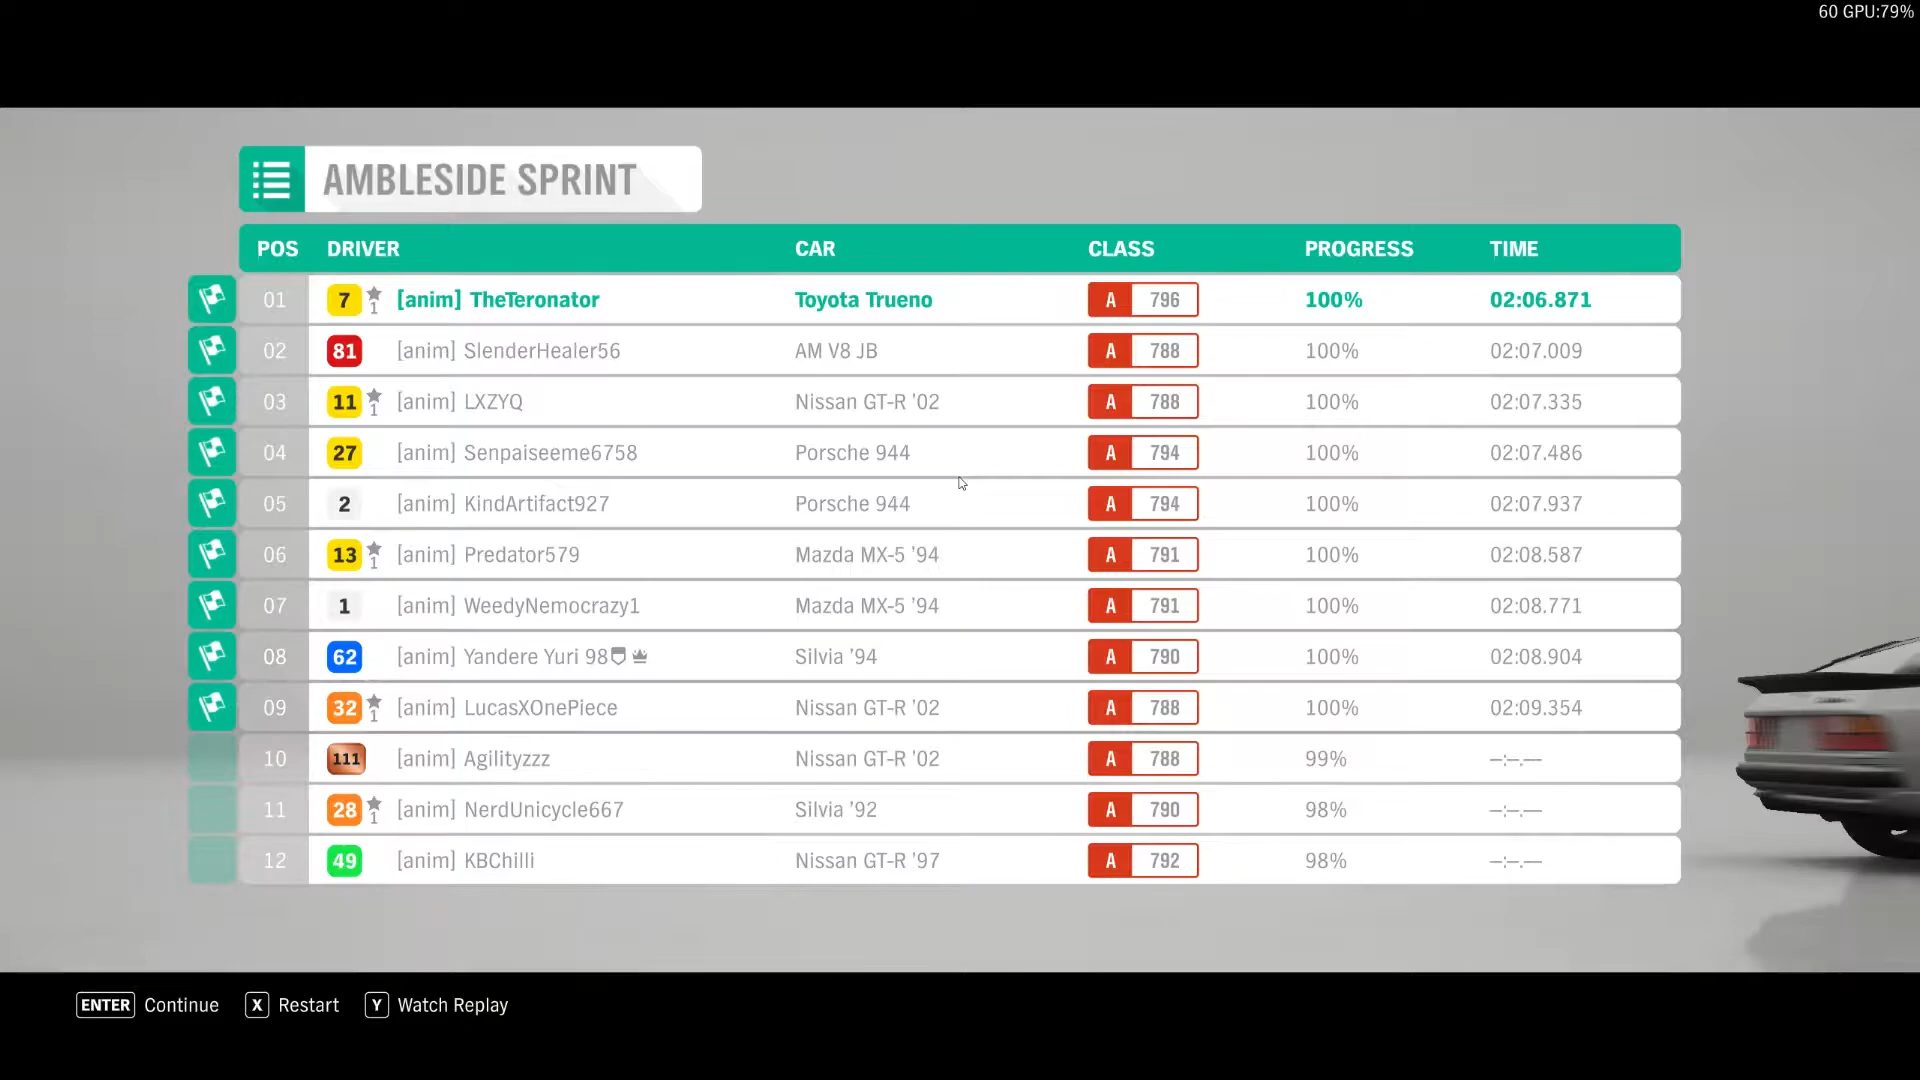 60 GPU:79%
AMBLESIDE SPRINT
POS DRIVER CAR CLASS PROGRESS TIME
01 7 1 [anim] TheTeronator Toyota Trueno A 796 100% 02:06.871
02 81 [anim] SlenderHealer56 AM V8 JB A 788 100% 02:07.009
03 11 1 [anim] LXZYQ Nissan GT-R '02 A 788 100% 02:07.335
04 27 [anim] Senpaiseeme6758 Porsche 944 A 794 100% 02:07.486
05 2 [anim] KindArtifact927 Porsche 944 A 794 100% 02:07.937
06 13 1 [anim] Predator579 Mazda MX-5 '94 A 791 100% 02:08.587
07 1 [anim] WeedyNemocrazy1 Mazda MX-5 '94 A 791 100% 02:08.771
08 62 [anim] Yandere Yuri 98 Silvia '94 A 790 100% 02:08.904
09 32 1 [anim] LucasXOnePiece Nissan GT-R '02 A 788 100% 02:09.354
10 111 [anim] Agilityzzz Nissan GT-R '02 A 788 99% --:--.---
11 28 1 [anim] NerdUnicycle667 Silvia '92 A 790 98% --:--.---
12 49 [anim] KBChilli Nissan GT-R '97 A 792 98% --:--.---
ENTER Continue X Restart Y Watch Replay